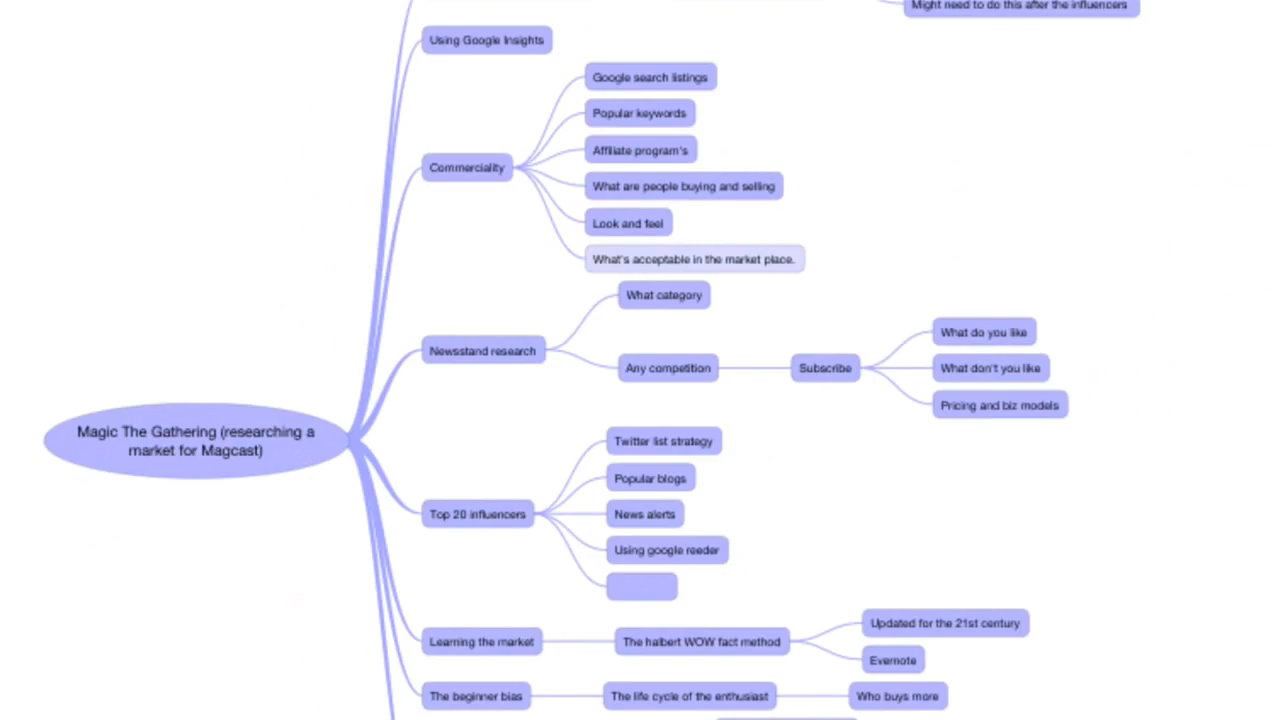 Might need to do this after the influencers
Using Google Insights
Google search listings
Popular keywords
Affiliate program's
Commerciality
What are people buying and selling
Look and feel
What's acceptable in the market place.
What category
Newsstand research
Any competition
Subscribe
What do you like
What don't you like
Pricing and biz models
Magic The Gathering (researching a
market for Magcast)
Twitter list strategy
Popular blogs
Top 20 influencers
News alerts
Using google reeder
Learning the market
The halbert WOW fact method
Updated for the 21st century
Evernote
The beginner bias
The life cycle of the enthusiast
Who buys more